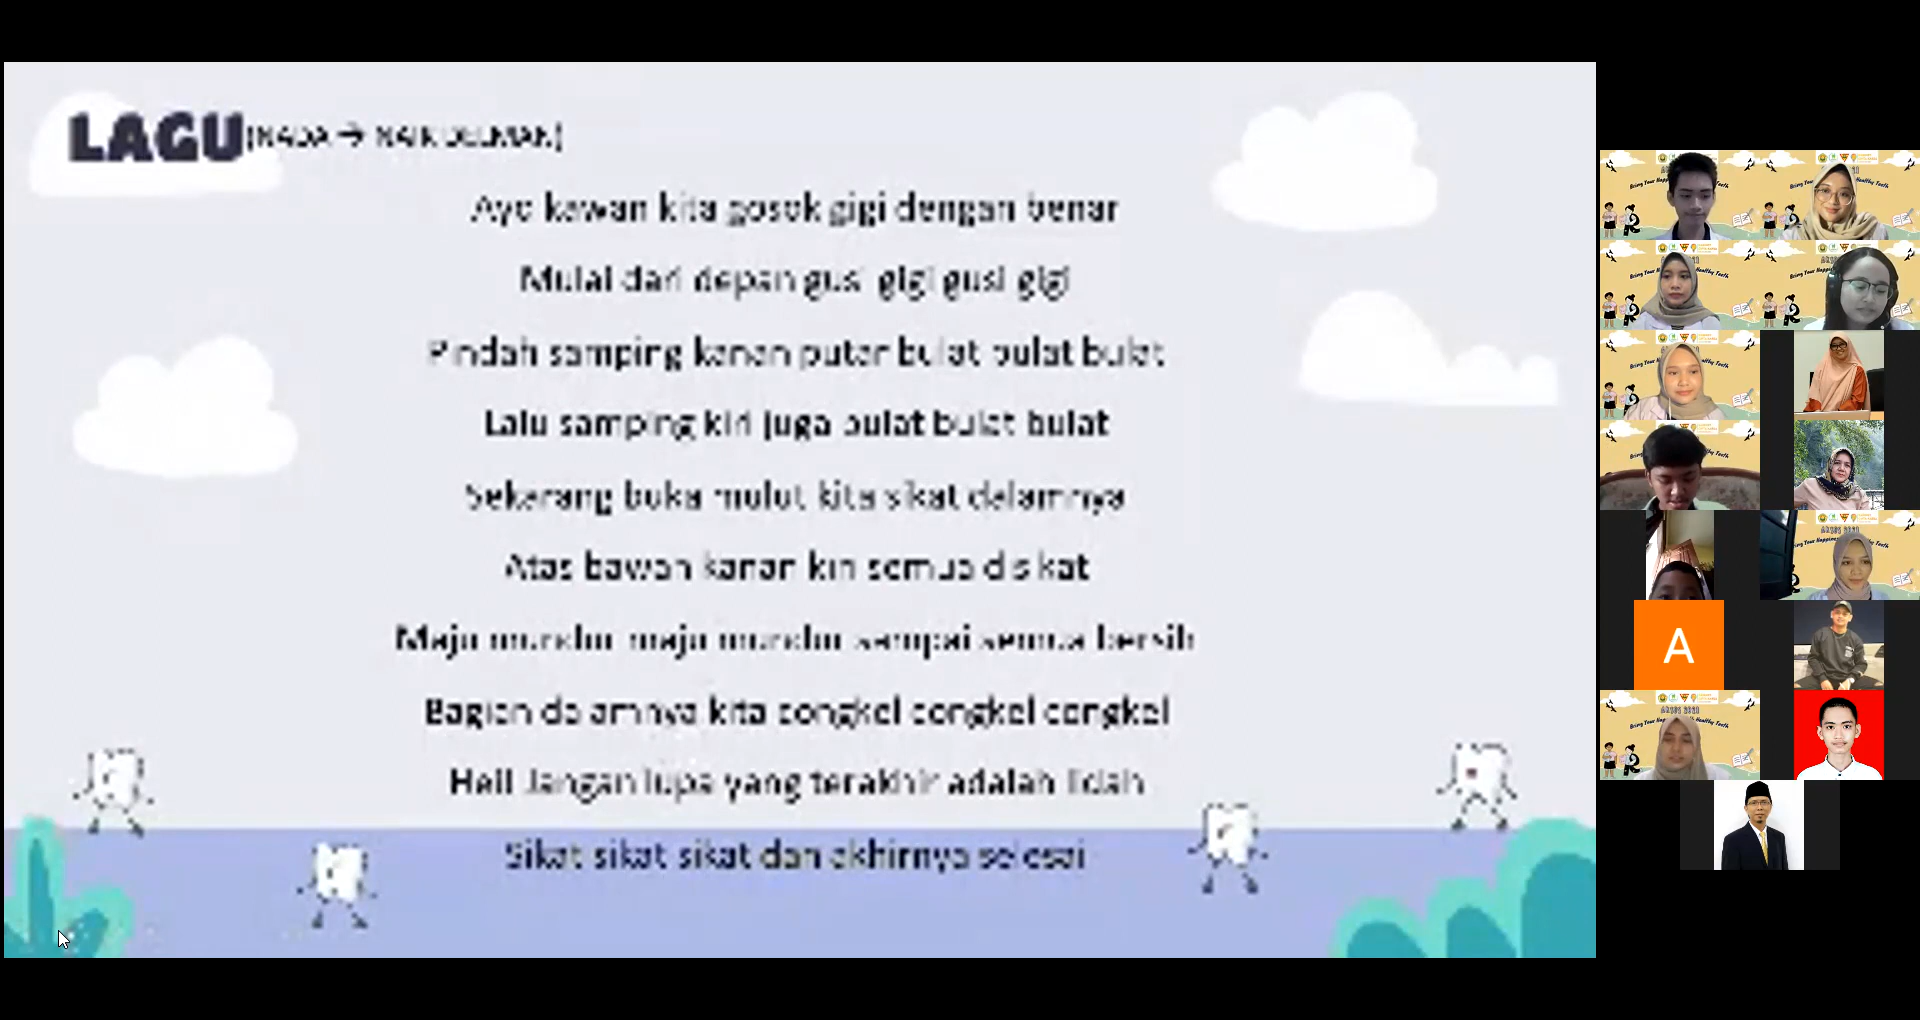 LAGU (NADA → NAIK DELMAN)
Ayo kawan kita gosok gigi dengan benar
Mulai dari depan gusi gigi gusi gigi
Pindah samping kanan putar bulat bulat bulat
Lalu samping kiri juga bulat bulat bulat
Sekarang buka mulut kita sikat dalamnya
Atas bawah kanan kiri semua disikat
Maju mundur maju mundur sampai semua bersih
Bagian dalamnya kita congkel congkel congkel
Hei! Jangan lupa yang terakhir adalah lidah
Sikat sikat sikat dan akhirnya selesai
A